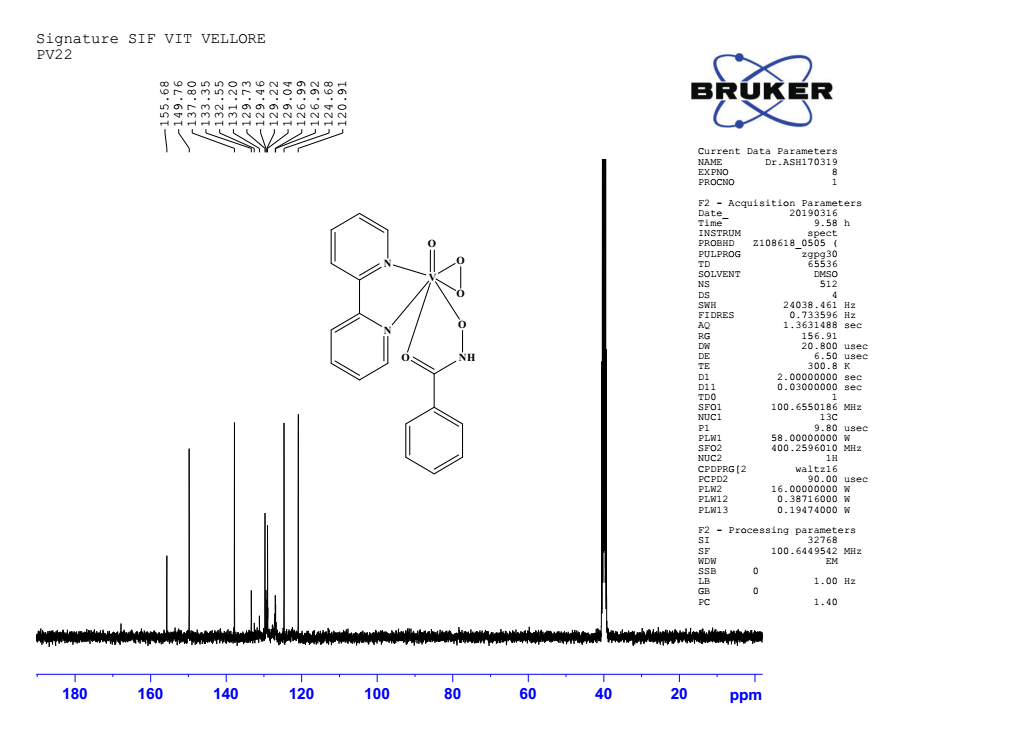 Signature SIF VIT VELLORE
PV22
155.68
149.76
137.80
133.35
132.55
131.20
129.73
129.46
129.22
129.04
126.99
126.92
124.68
120.91
BRUKER
Current Data Parameters
NAME Dr.ASH170319
EXPNO 8
PROCNO 1
F2 - Acquisition Parameters
Date_ 20190316
Time 9.58 h
INSTRUM spect
PROBHD Z108618_0505 (
PULPROG zgpg30
TD 65536
SOLVENT DMSO
NS 512
DS 4
SWH 24038.461 Hz
FIDRES 0.733596 Hz
AQ 1.3631488 sec
RG 156.91
DW 20.800 usec
DE 6.50 usec
TE 300.8 K
D1 2.00000000 sec
D11 0.03000000 sec
TD0 1
SFO1 100.6550186 MHz
NUC1 13C
P1 9.80 usec
PLW1 58.00000000 W
SFO2 400.2596010 MHz
NUC2 1H
CPDPRG[2 waltz16
PCPD2 90.00 usec
PLW2 16.00000000 W
PLW12 0.38716000 W
PLW13 0.19474000 W
F2 - Processing parameters
SI 32768
SF 100.6449542 MHz
WDW EM
SSB 0
LB 1.00 Hz
GB 0
PC 1.40
O
O
N
V
O
O
N
O
NH
180 160 140 120 100 80 60 40 20 ppm